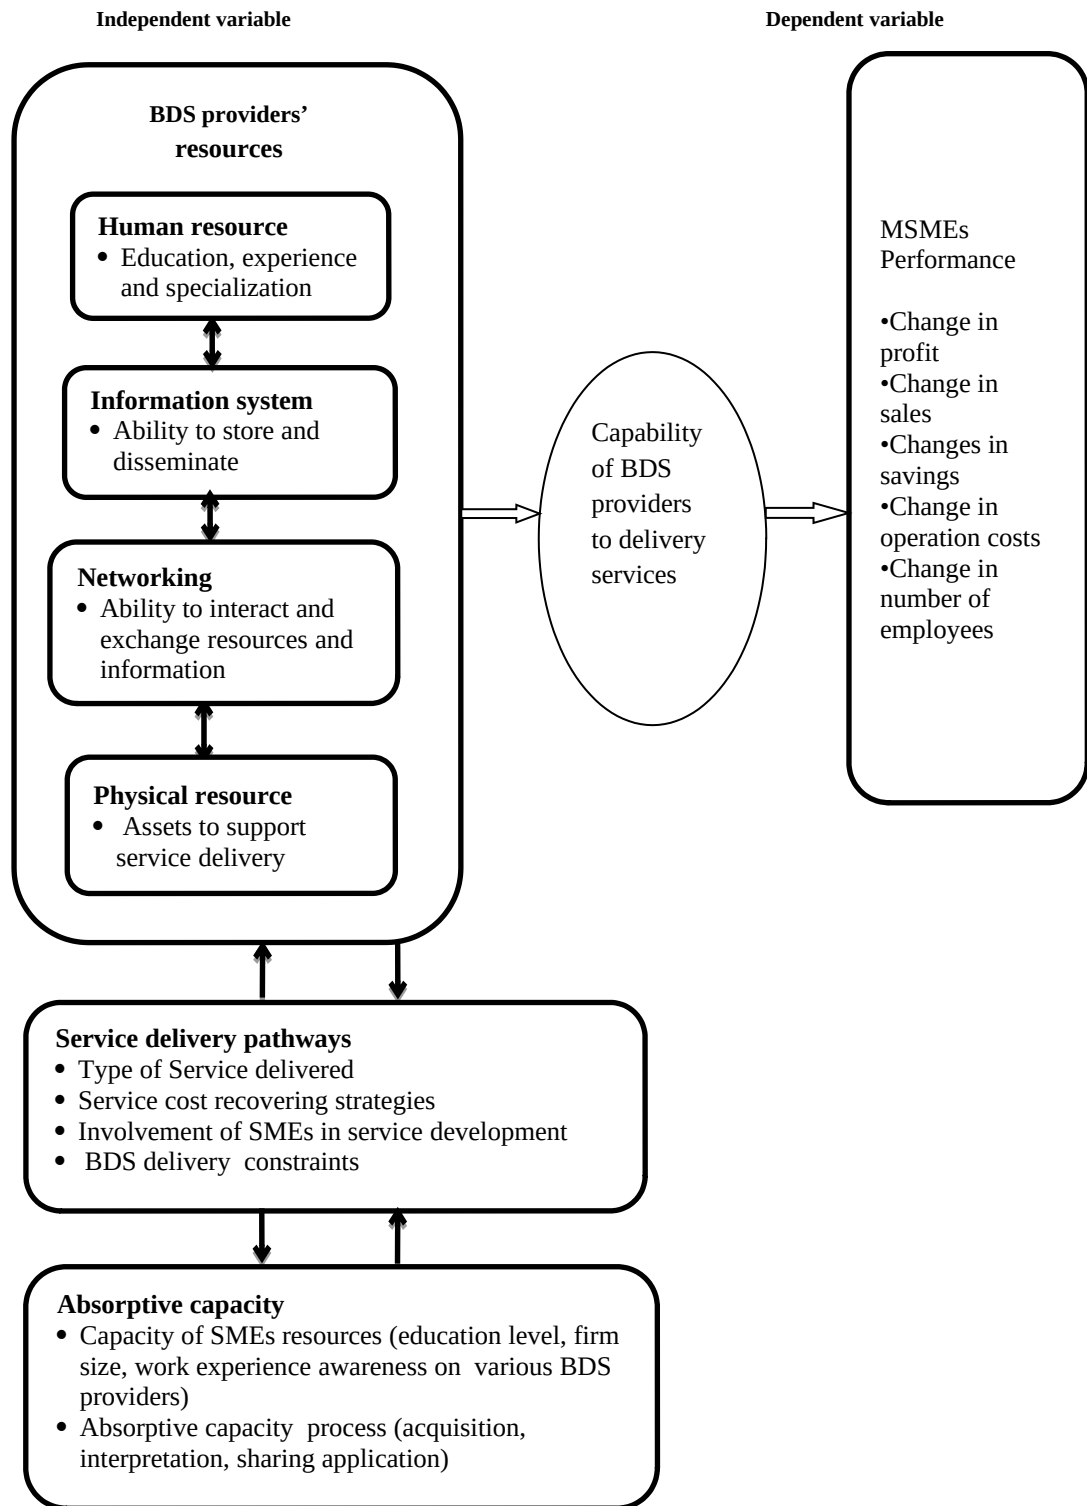 Independent variable
Dependent variable
BDS providers’
resources
Human resource
• Education, experience
and specialization
Information system
• Ability to store and
disseminate
Networking
• Ability to interact and
exchange resources and
information
Physical resource
• Assets to support
service delivery
Capability
of BDS
providers
to delivery
services
MSMEs
Performance
•Change in
profit
•Change in
sales
•Changes in
savings
•Change in
operation costs
•Change in
number of
employees
Service delivery pathways
• Type of Service delivered
• Service cost recovering strategies
• Involvement of SMEs in service development
• BDS delivery constraints
Absorptive capacity
• Capacity of SMEs resources (education level, firm
size, work experience awareness on various BDS
providers)
• Absorptive capacity process (acquisition,
interpretation, sharing application)